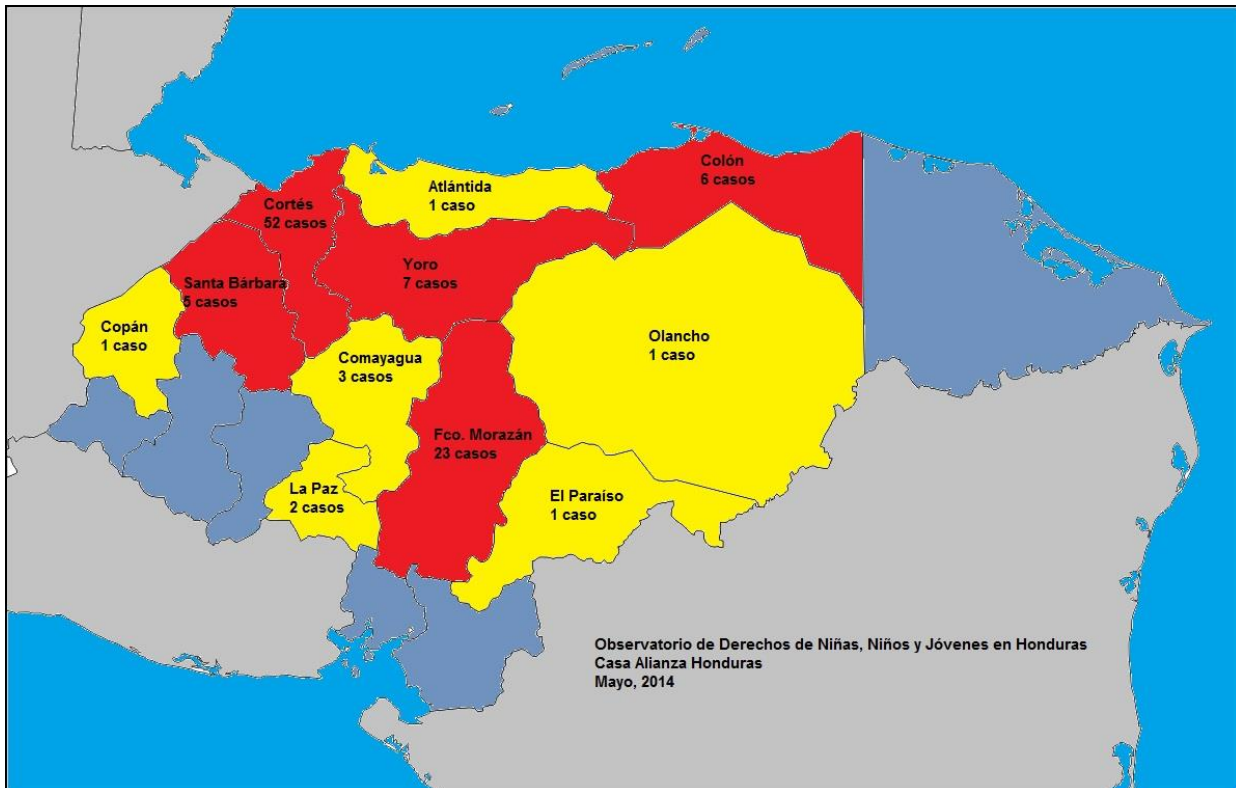 Colón
6 casos
Atlántida
1 caso
Cortés
52 casos
Yoro
7 casos
Santa Bárbara
5 casos
Copán
1 caso
Olancho
1 caso
Comayagua
3 casos
Fco. Morazán
23 casos
La Paz
2 casos
El Paraíso
1 caso
Observatorio de Derechos de Niñas, Niños y Jóvenes en Honduras
Casa Alianza Honduras
Mayo, 2014